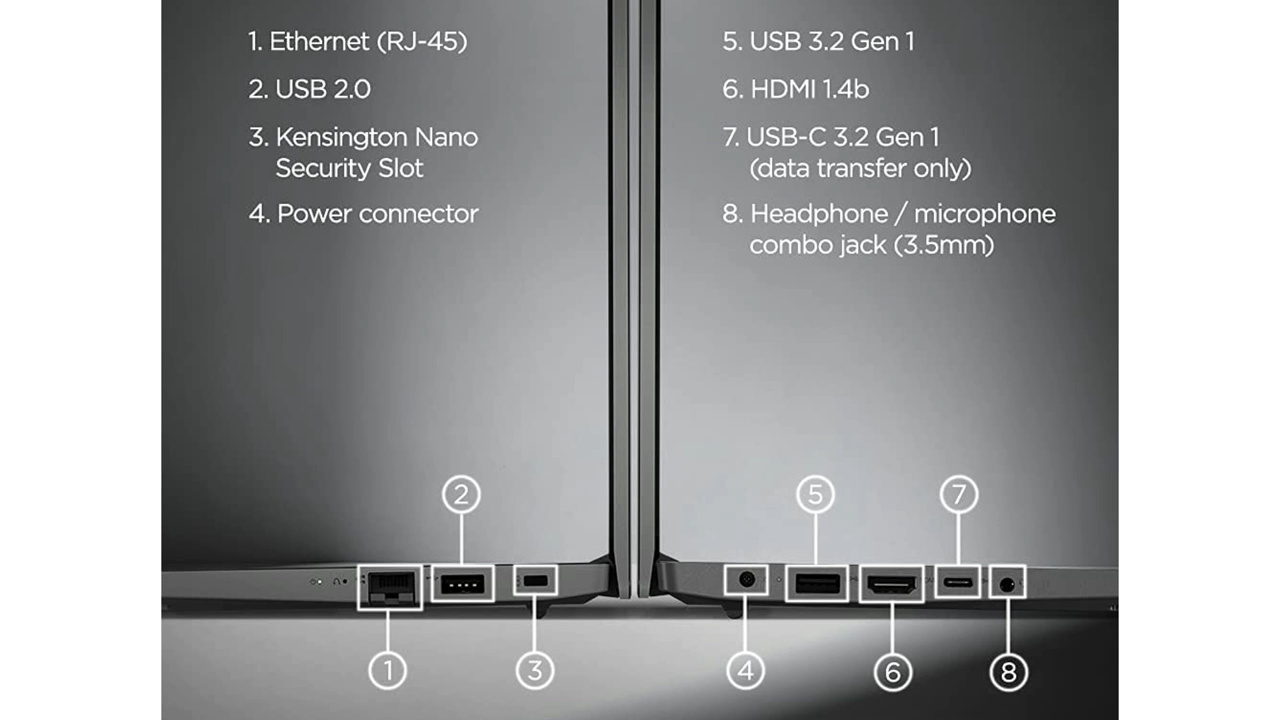 1. Ethernet (RJ-45)
2. USB 2.0
3. Kensington Nano
Security Slot
4. Power connector
5. USB 3.2 Gen 1
6. HDMI 1.4b
7. USB-C 3.2 Gen 1
(data transfer only)
8. Headphone / microphone
combo jack (3.5mm)
2
5
7
1
3
4
6
8